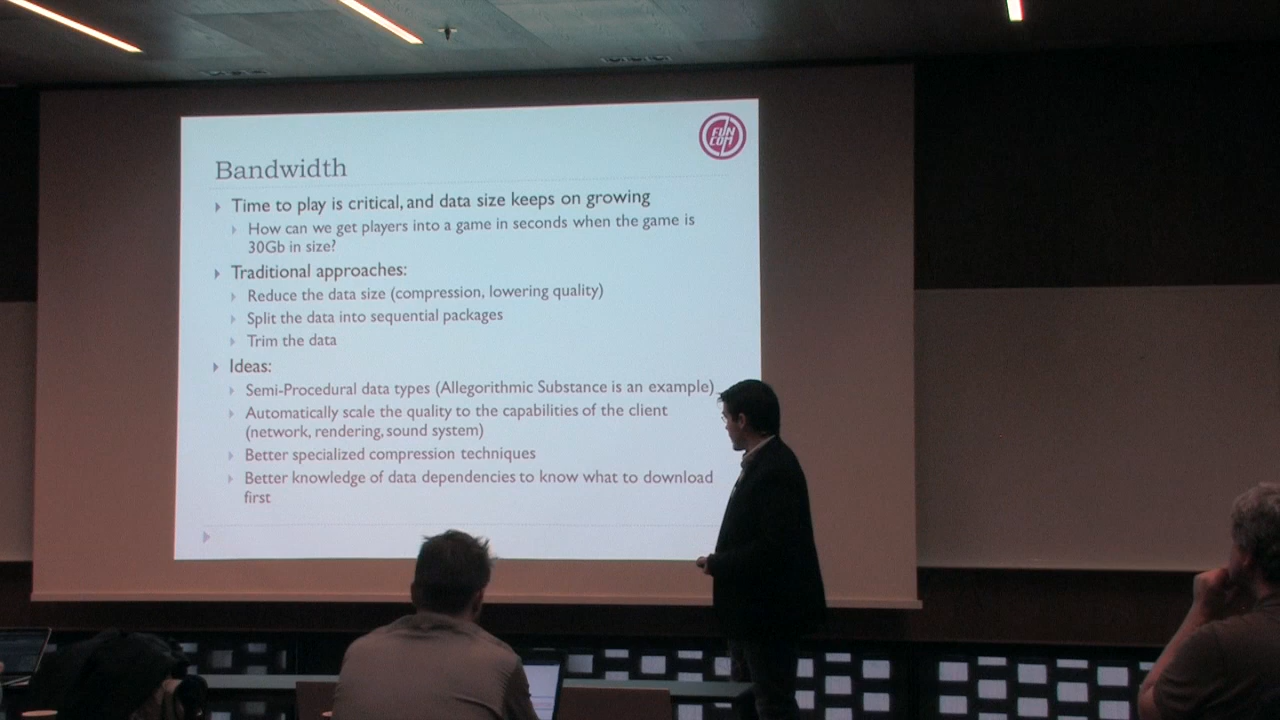 FUN
COM
Bandwidth
Time to play is critical, and data size keeps on growing
How can we get players into a game in seconds when the game is
30Gb in size?
Traditional approaches:
Reduce the data size (compression, lowering quality)
Split the data into sequential packages
Trim the data
Ideas:
Semi-Procedural data types (Allegorithmic Substance is an example)
Automatically scale the quality to the capabilities of the client
(network, rendering, sound system)
Better specialized compression techniques
Better knowledge of data dependencies to know what to download
first